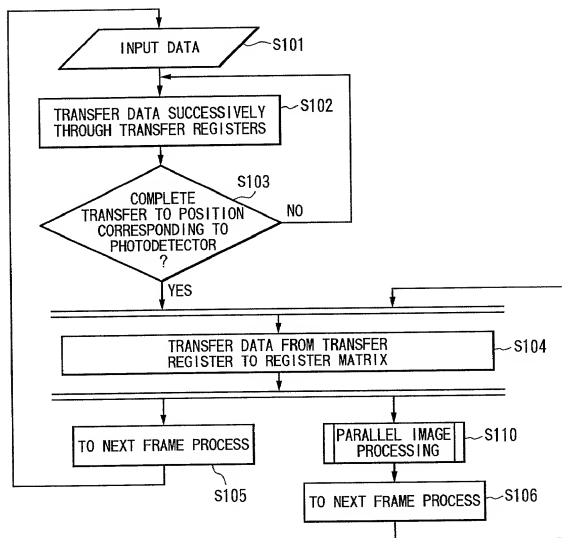 INPUT DATA
S101
TRANSFER DATA SUCCESSIVELY
THROUGH TRANSFER REGISTERS
S102
COMPLETE
TRANSFER TO POSITION
CORRESPONDING TO
PHOTODETECTOR
?
S103
NO
YES
TRANSFER DATA FROM TRANSFER
REGISTER TO REGISTER MATRIX
S104
TO NEXT FRAME PROCESS
S105
PARALLEL IMAGE
PROCESSING
S110
TO NEXT FRAME PROCESS
S106